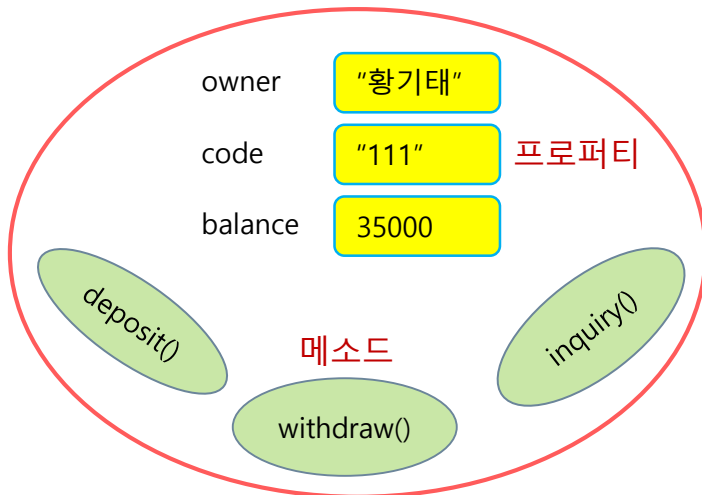 owner "황기태"
code "111" 프로퍼티
balance 35000
deposit()
inquiry()
메소드
withdraw()